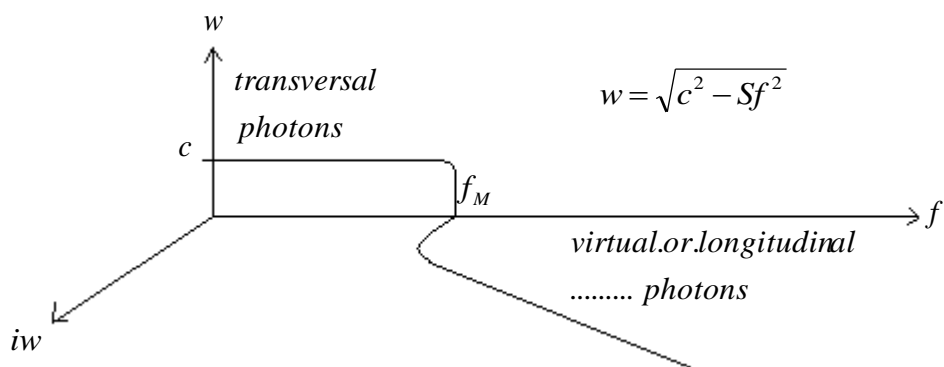 w
transversal
photons
w = √(c² − Sf²)
c
f_M
f
virtual.or.longitudinal
......... photons
iw